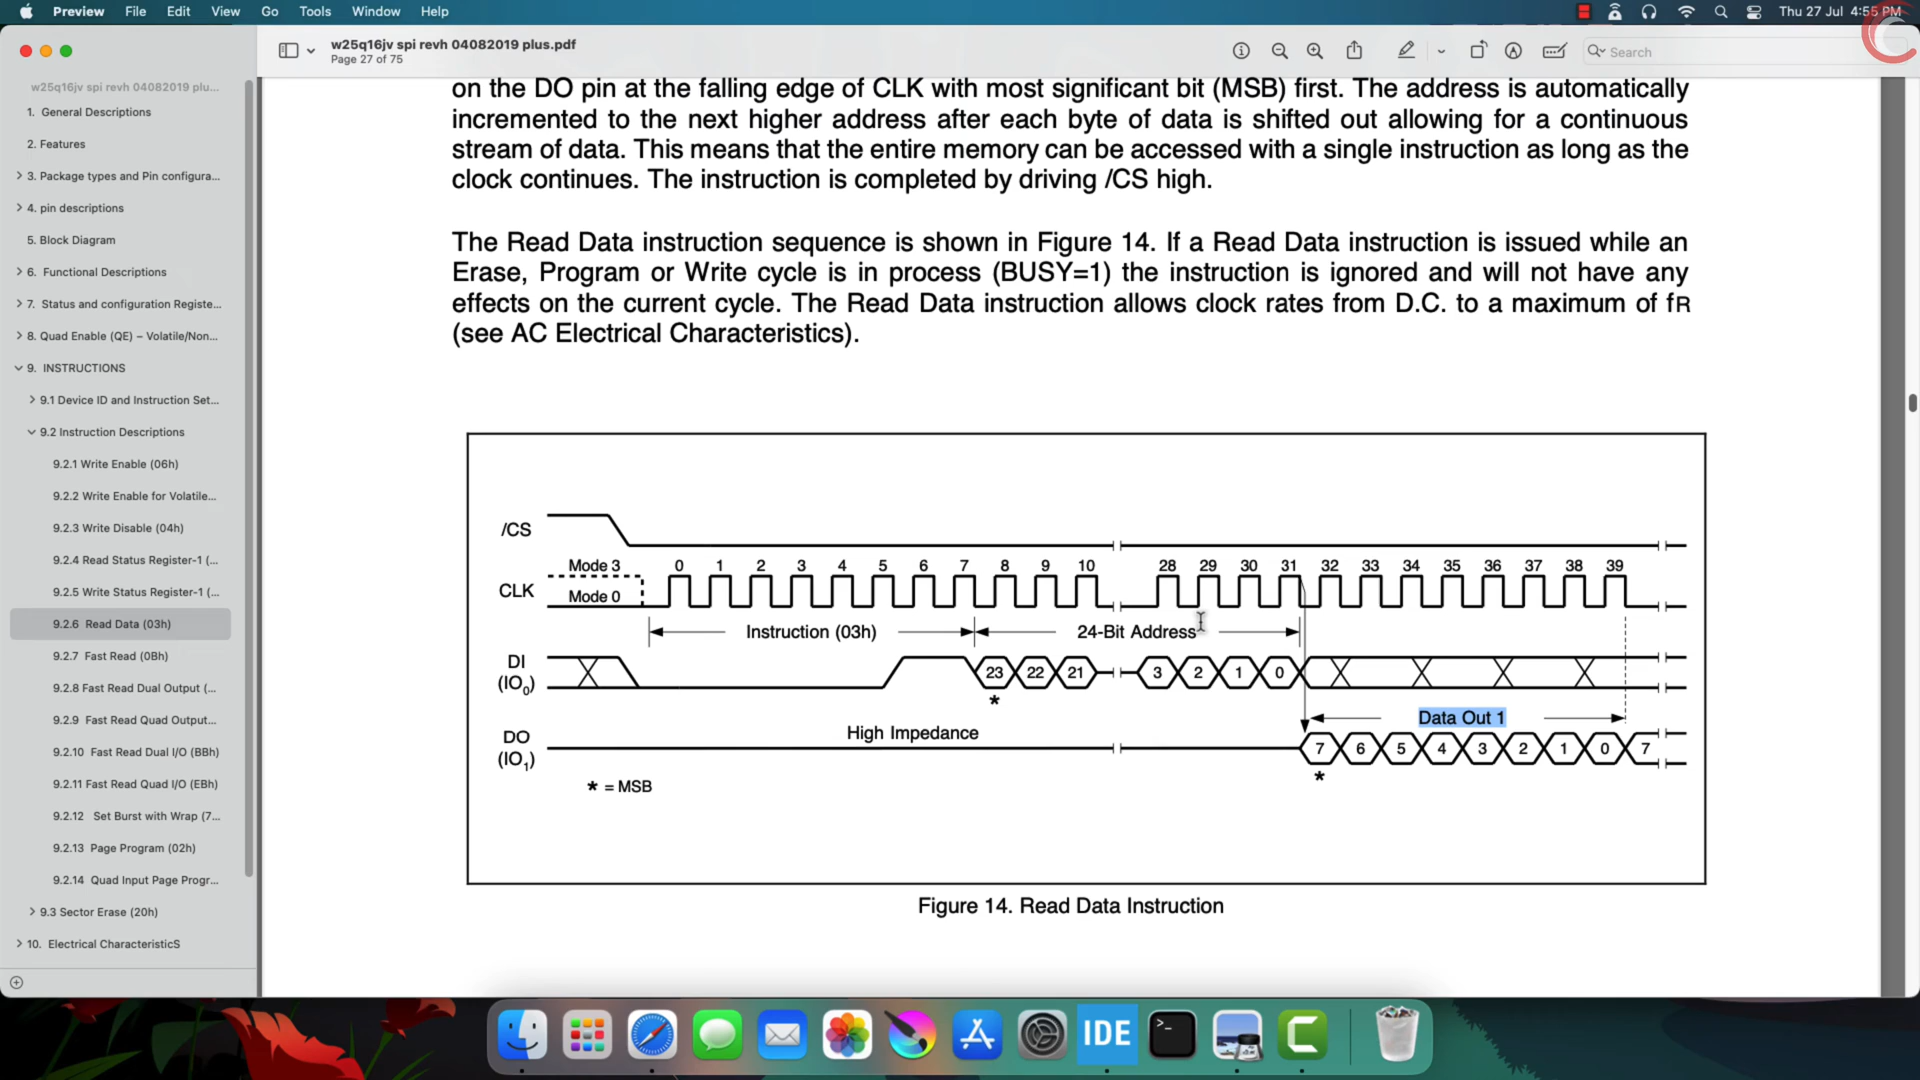 Preview File Edit View Go Tools Window Help
Thu 27 Jul 4:55 PM
w25q16jv spi revh 04082019 plus.pdf
Page 27 of 75
Search
w25q16jv spi revh 04082019 plu...
1. General Descriptions
2. Features
3. Package types and Pin configura...
4. pin descriptions
5. Block Diagram
6. Functional Descriptions
7. Status and configuration Registe...
8. Quad Enable (QE) – Volatile/Non...
9. INSTRUCTIONS
9.1 Device ID and Instruction Set...
9.2 Instruction Descriptions
9.2.1 Write Enable (06h)
9.2.2 Write Enable for Volatile...
9.2.3 Write Disable (04h)
9.2.4 Read Status Register-1 (...
9.2.5 Write Status Register-1 (...
9.2.6 Read Data (03h)
9.2.7 Fast Read (0Bh)
9.2.8 Fast Read Dual Output (...
9.2.9 Fast Read Quad Output...
9.2.10 Fast Read Dual I/O (BBh)
9.2.11 Fast Read Quad I/O (EBh)
9.2.12 Set Burst with Wrap (7...
9.2.13 Page Program (02h)
9.2.14 Quad Input Page Progr...
9.3 Sector Erase (20h)
10. Electrical CharacteristicS
on the DO pin at the falling edge of CLK with most significant bit (MSB) first. The address is automatically
incremented to the next higher address after each byte of data is shifted out allowing for a continuous
stream of data. This means that the entire memory can be accessed with a single instruction as long as the
clock continues. The instruction is completed by driving /CS high.
The Read Data instruction sequence is shown in Figure 14. If a Read Data instruction is issued while an
Erase, Program or Write cycle is in process (BUSY=1) the instruction is ignored and will not have any
effects on the current cycle. The Read Data instruction allows clock rates from D.C. to a maximum of fR
(see AC Electrical Characteristics).
/CS
Mode 3 0 1 2 3 4 5 6 7 8 9 10 28 29 30 31 32 33 34 35 36 37 38 39
CLK
Mode 0
Instruction (03h) 24-Bit Address
DI
(IO0)
23 22 21 3 2 1 0
*
Data Out 1
High Impedance
DO
(IO1)
7 6 5 4 3 2 1 0 7
*
* = MSB
Figure 14. Read Data Instruction
IDE